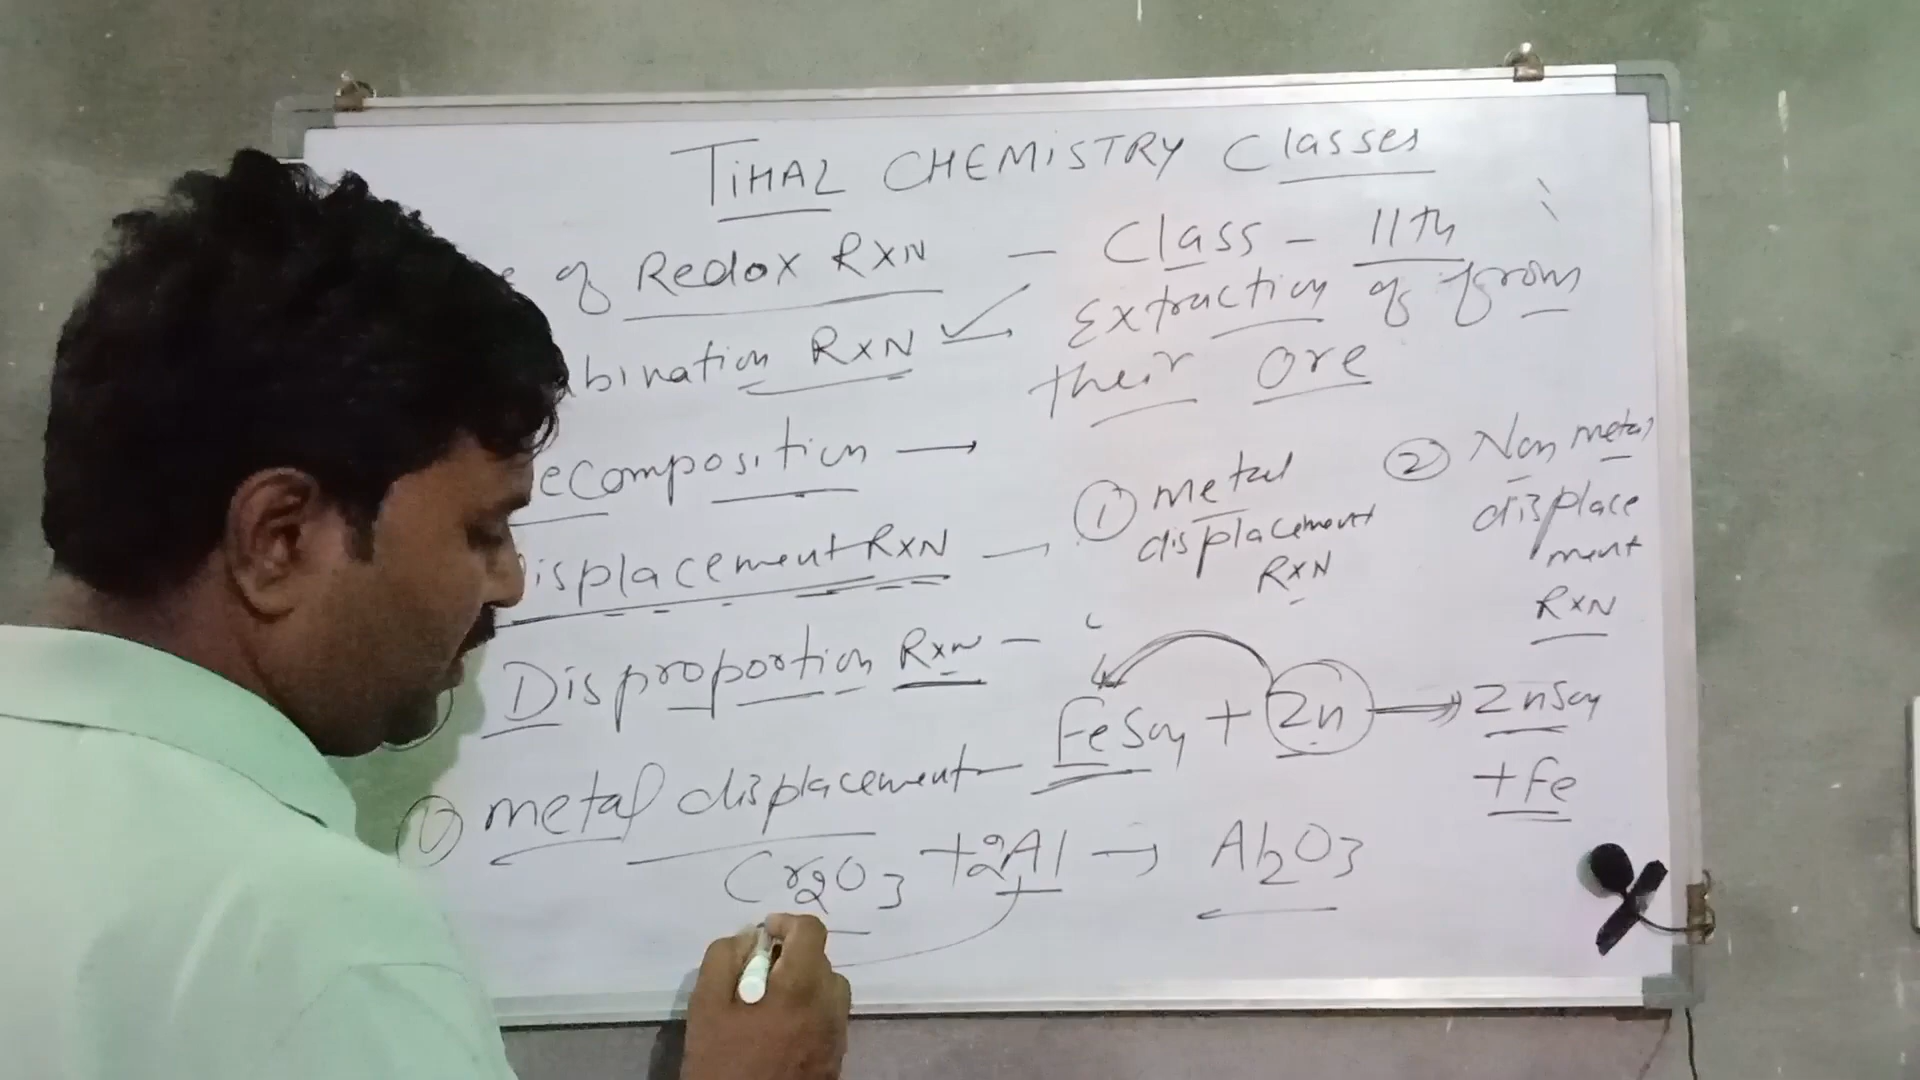 TIHAL CHEMISTRY Classes
of Redox RXN — Class - 11th
bination RXN
Extraction of from
their ore
ecomposition →
isplacement RXN —
① metal
displacement
RXN
② Non metal
displace
ment
RXN
Disproportion RXN —
① metal displacement FeSO4 + Zn → ZnSO4
+ Fe
Cr2O3 + 2Al → Al2O3